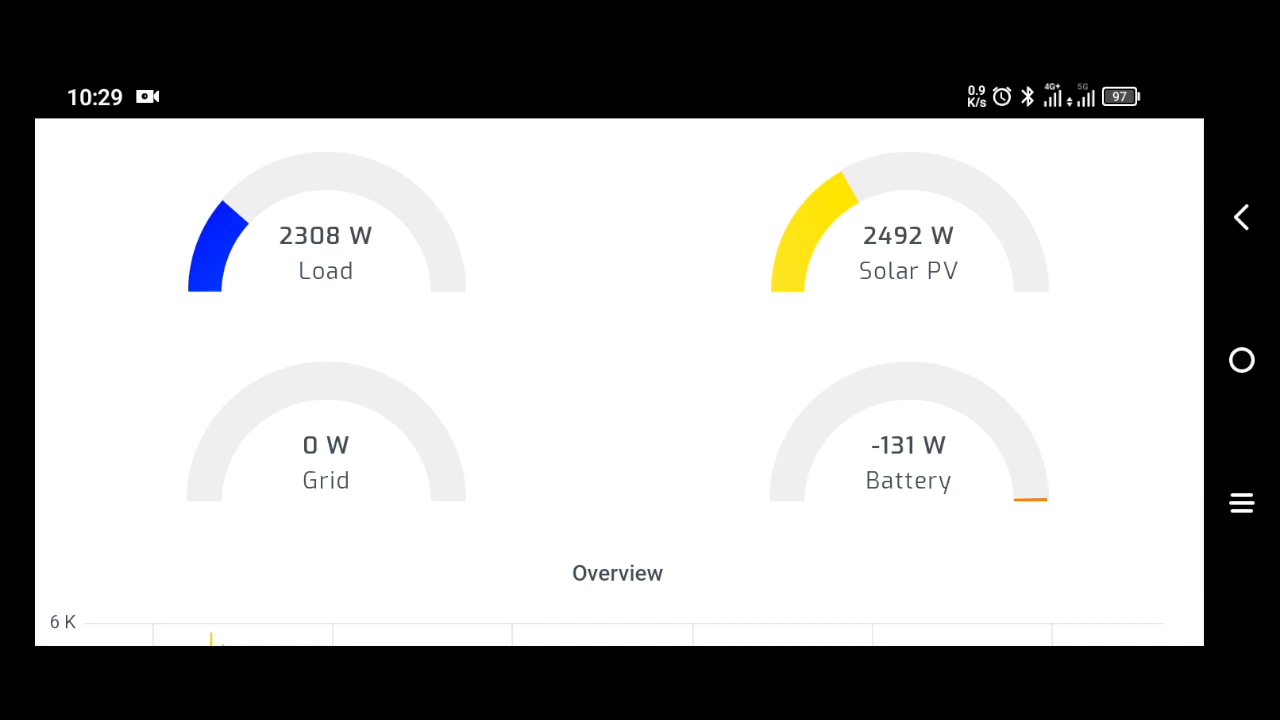 10:29
0.9
K/s
4G+
5G
97
2308 W
Load
2492 W
Solar PV
0 W
Grid
-131 W
Battery
Overview
6 K